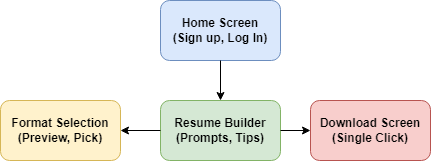 Home Screen
(Sign up, Log In)
Format Selection
(Preview, Pick)
Resume Builder
(Prompts, Tips)
Download Screen
(Single Click)